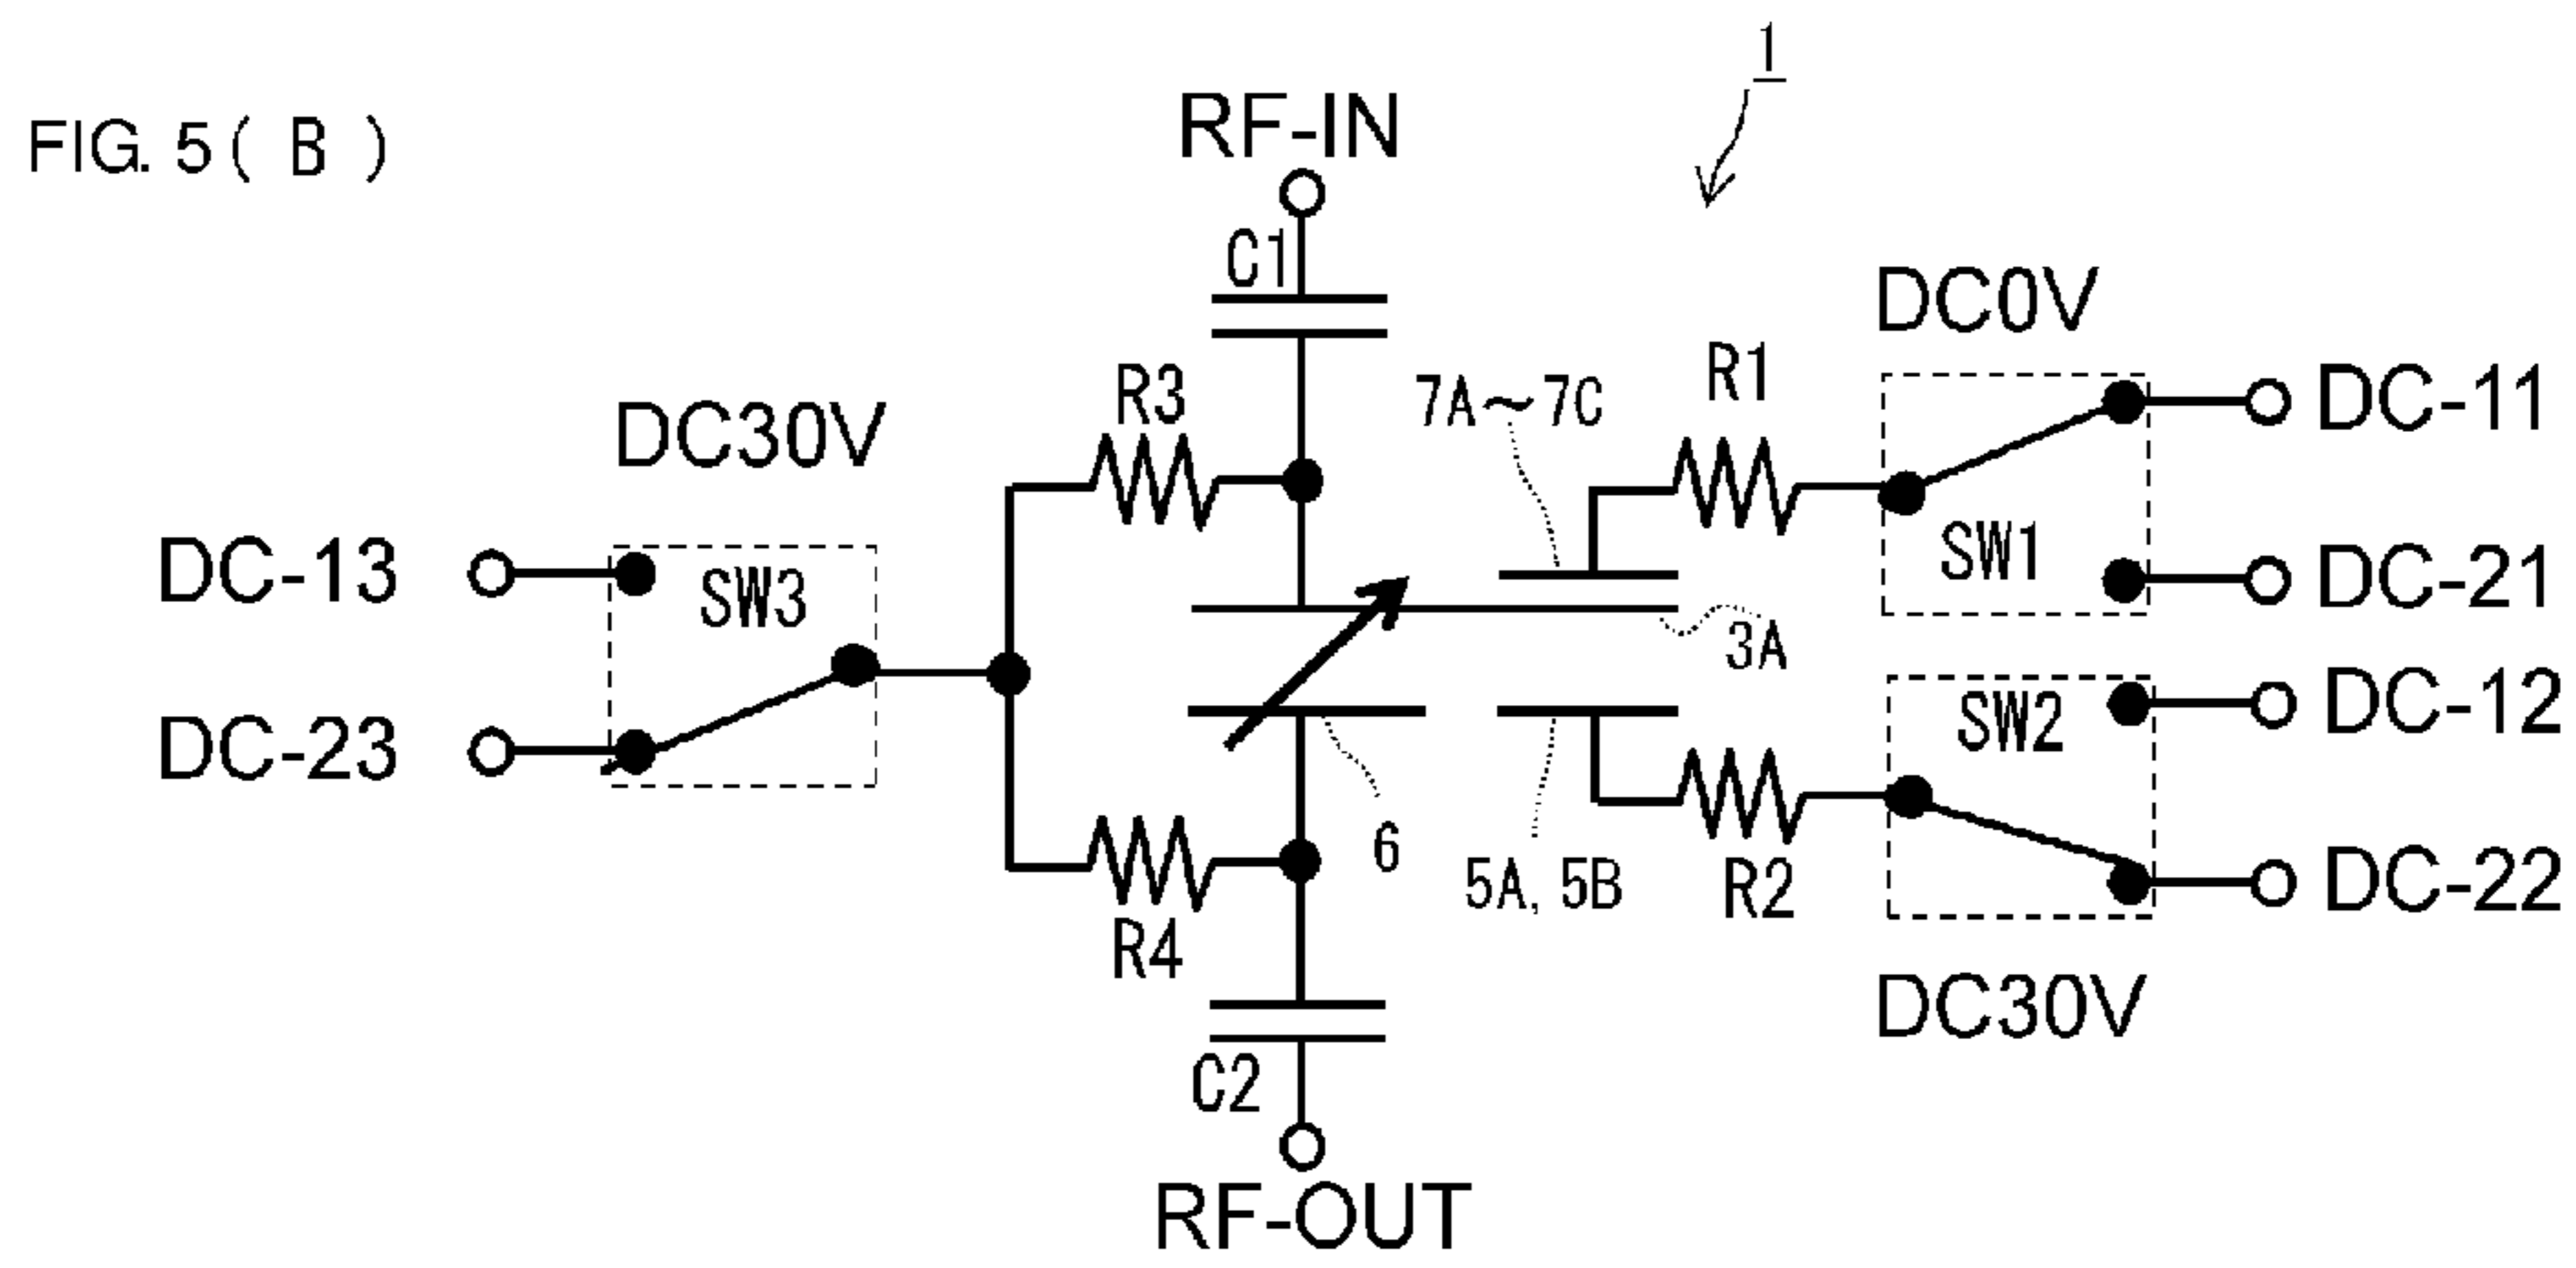 1
FIG. 5 ( B )
RF-IN
C1
DC0V
R3
7A～7C
R1
DC-11
DC30V
DC-13
SW3
SW1
DC-21
3A
DC-12
DC-23
SW2
6
R4
5A, 5B
R2
DC-22
DC30V
C2
RF-OUT